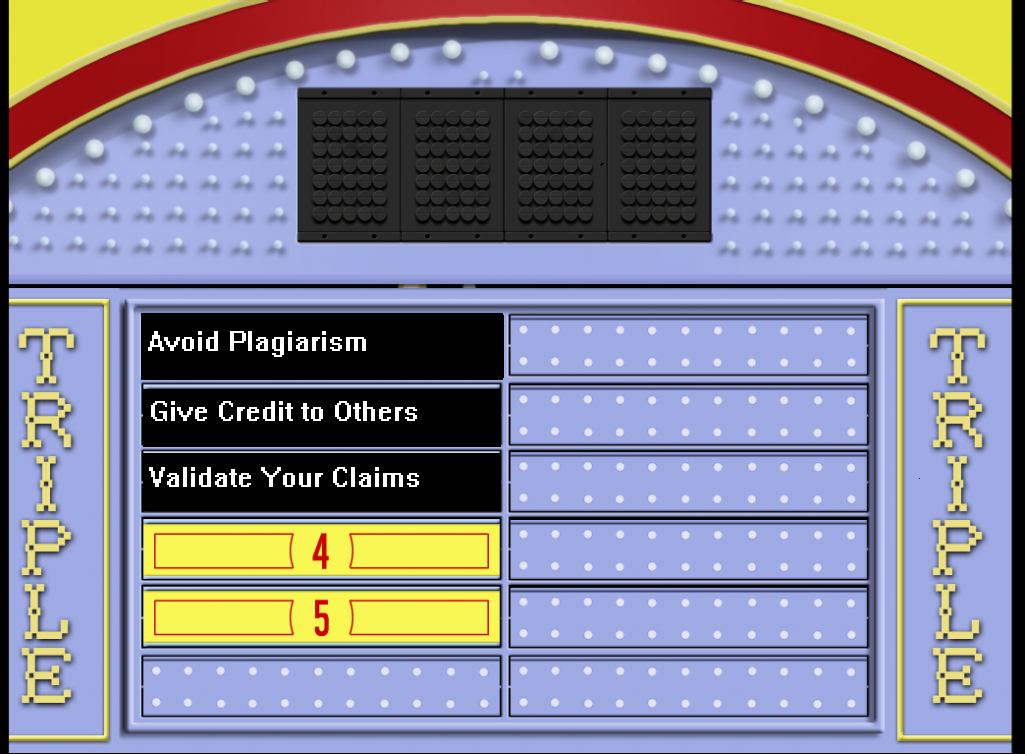 Avoid Plagiarism
Give Credit to Others
Validate Your Claims
4
5
TRIPLE
TRIPLE